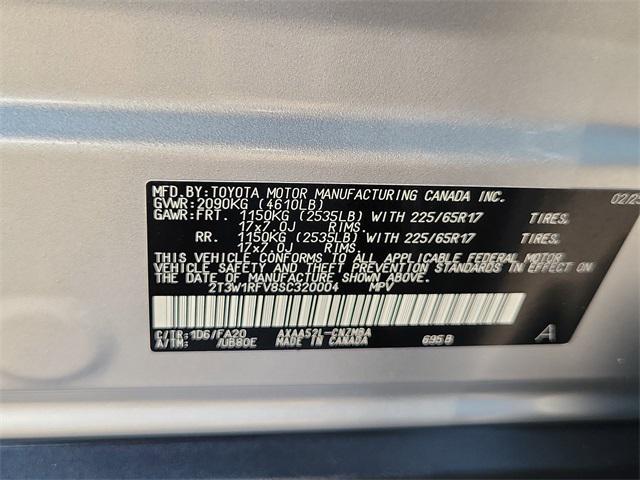 MFD.BY:TOYOTA MOTOR MANUFACTURING CANADA INC. 02/25
GVWR:2090KG (4610LB)
GAWR:FRT. 1150KG (2535LB) WITH 225/65R17 TIRES.
17x7.0J RIMS.
RR. 1150KG (2535LB) WITH 225/65R17 TIRES.
17x7.0J RIMS.
THIS VEHICLE CONFORMS TO ALL APPLICABLE FEDERAL MOTOR
VEHICLE SAFETY AND THEFT PREVENTION STANDARDS IN EFFECT ON
THE DATE OF MANUFACTURE SHOWN ABOVE.
2T3W1RFV8SC320004 MPV
C/TR:1D6/FA20 AXAA52L-CNZMBA 695B A
A/TM: /UB80E MADE IN CANADA